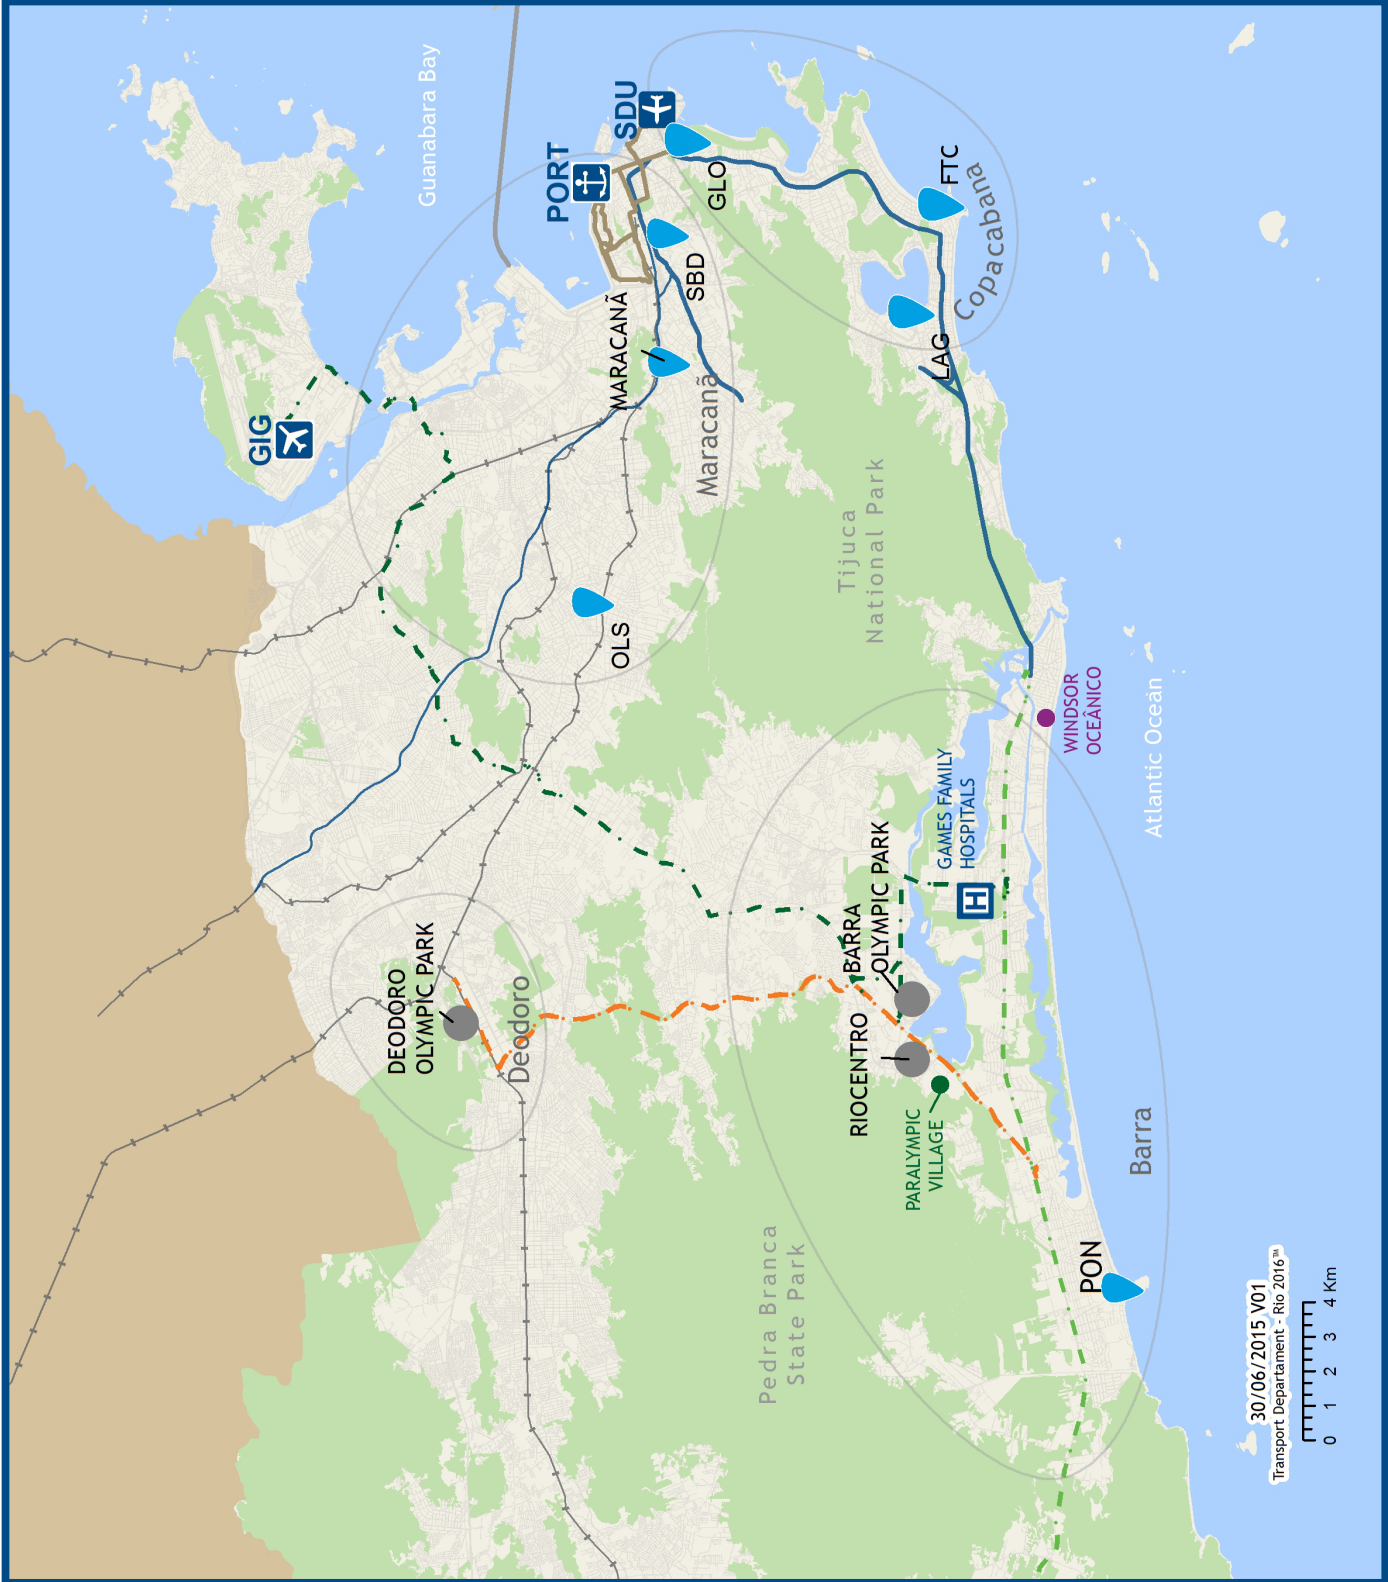 Guanabara Bay
GIG
PORT
SDU
GLO
SBD
MARACANÃ
Maracanã
FTC
Copacabana
LAG
OLS
Tijuca
National Park
WINDSOR
OCEÂNICO
Atlantic Ocean
GAMES FAMILY
HOSPITALS
H
BARRA
OLYMPIC PARK
RIOCENTRO
PARALYMPIC
VILLAGE
DEODORO
OLYMPIC PARK
Deodoro
Barra
PON
Pedra Branca
State Park
30/06/2015 V01
Transport Departament - Rio 2016™
0 1 2 3 4 Km